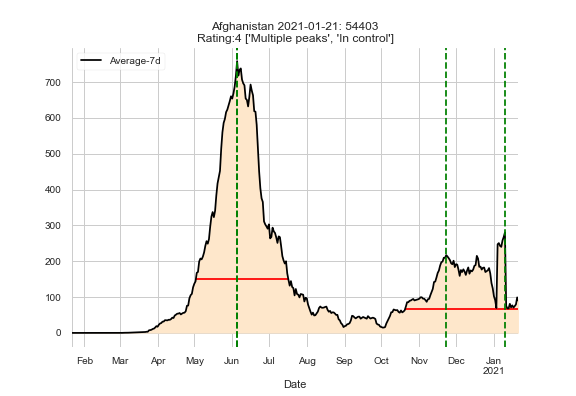 Afghanistan 2021-01-21: 54403
Rating:4 ['Multiple peaks', 'In control']
Average-7d
700
600
500
400
300
200
100
0
Feb Mar Apr May Jun Jul Aug Sep Oct Nov Dec Jan
2021
Date